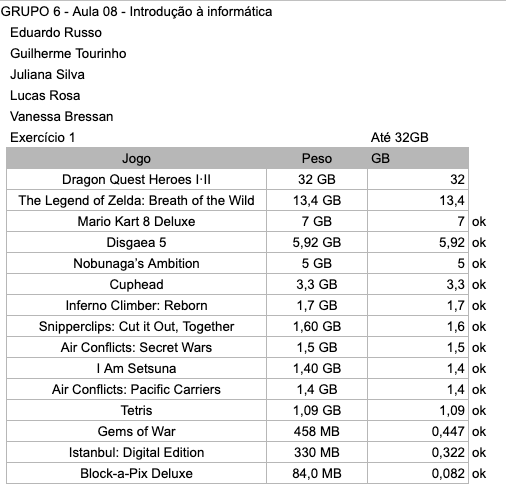 GRUPO 6 - Aula 08 - Introdução à informática
Eduardo Russo
Guilherme Tourinho
Juliana Silva
Lucas Rosa
Vanessa Bressan
Exercício 1 Até 32GB
Jogo Peso GB
Dragon Quest Heroes I·II 32 GB 32
The Legend of Zelda: Breath of the Wild 13,4 GB 13,4
Mario Kart 8 Deluxe 7 GB 7 ok
Disgaea 5 5,92 GB 5,92 ok
Nobunaga’s Ambition 5 GB 5 ok
Cuphead 3,3 GB 3,3 ok
Inferno Climber: Reborn 1,7 GB 1,7 ok
Snipperclips: Cut it Out, Together 1,60 GB 1,6 ok
Air Conflicts: Secret Wars 1,5 GB 1,5 ok
I Am Setsuna 1,40 GB 1,4 ok
Air Conflicts: Pacific Carriers 1,4 GB 1,4 ok
Tetris 1,09 GB 1,09 ok
Gems of War 458 MB 0,447 ok
Istanbul: Digital Edition 330 MB 0,322 ok
Block-a-Pix Deluxe 84,0 MB 0,082 ok